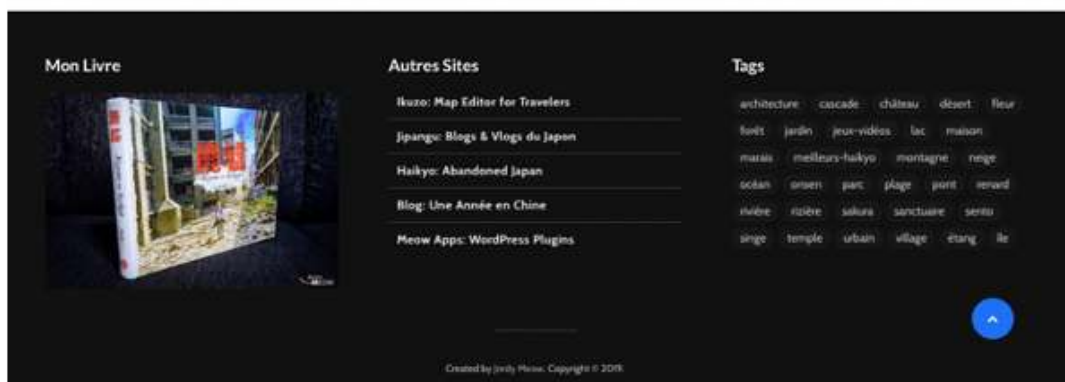 Mon Livre
Autres Sites
Ikuzo: Map Editor for Travelers
Jipangu: Blogs & Vlogs du Japon
Haikyo: Abandoned Japan
Blog: Une Année en Chine
Meow Apps: WordPress Plugins
Tags
architecture cascade château désert fleur
forêt jardin jeux-vidéos lac maison
marais meilleurs-haikyo montagne neige
océan onsen parc plage pont renard
rivière rizière sakura sanctuaire sento
singe temple urbain village étang île
Created by Jordy Meow. Copyright © 2019.